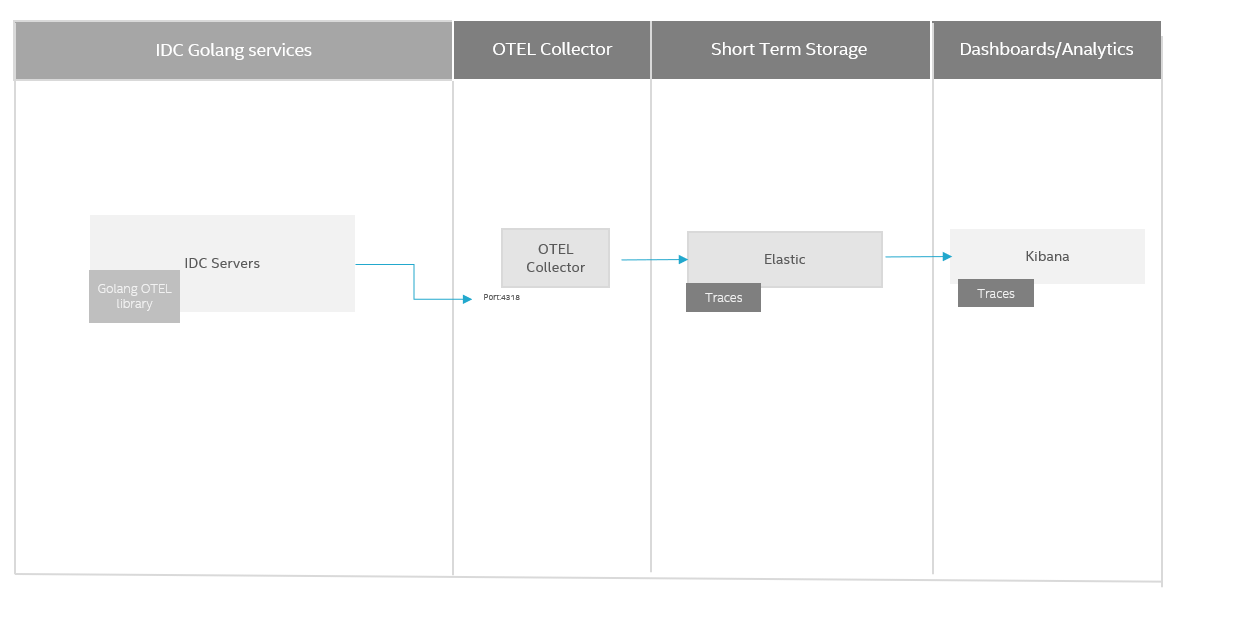 IDC Golang services
OTEL Collector
Short Term Storage
Dashboards/Analytics
IDC Servers
Golang OTEL
library
OTEL
Collector
Port:4318
Elastic
Traces
Kibana
Traces